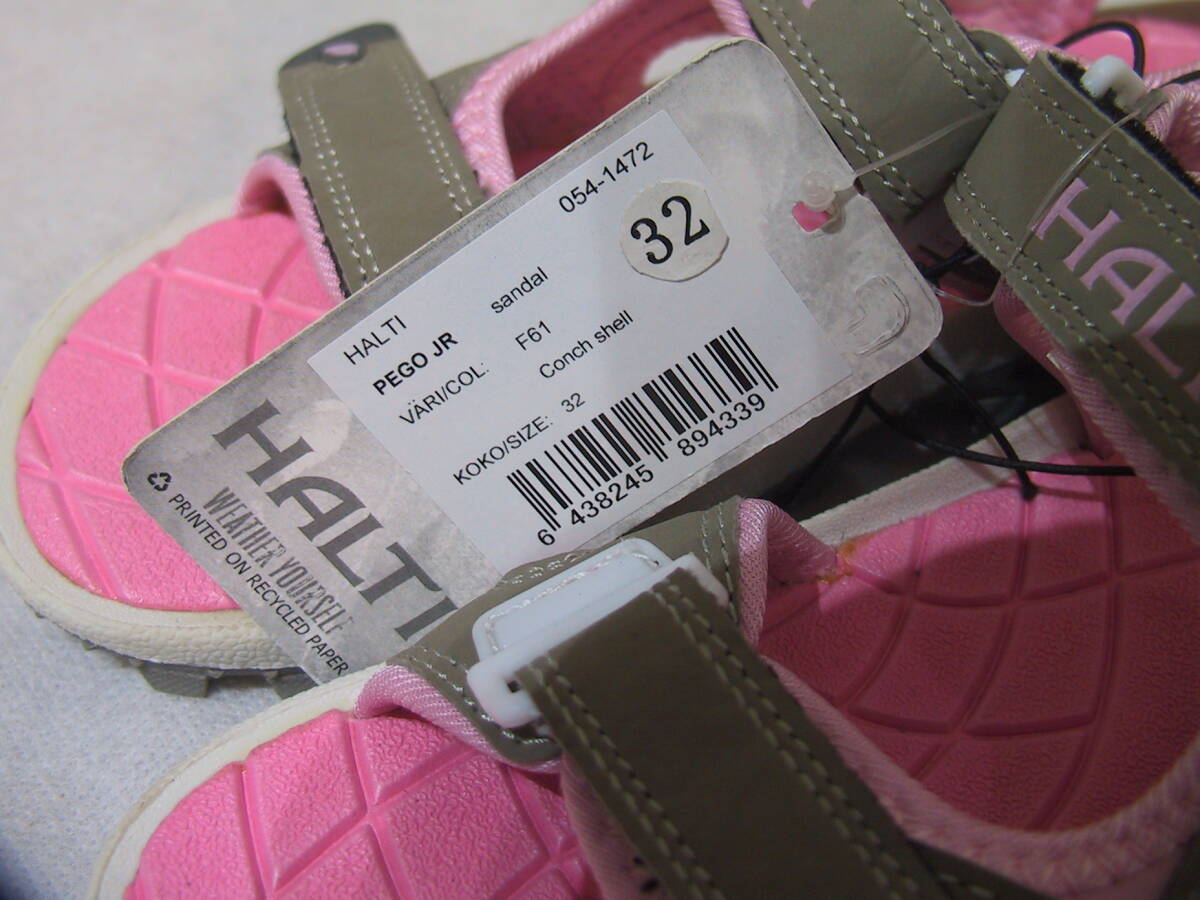 054-1472
32
HALTI
PEGO JR sandal
VÄRI/COL: F61
Conch shell
KOKO/SIZE: 32
6 438245 894339
HALTI
WEATHER YOURSELF
PRINTED ON RECYCLED PAPER
HAL